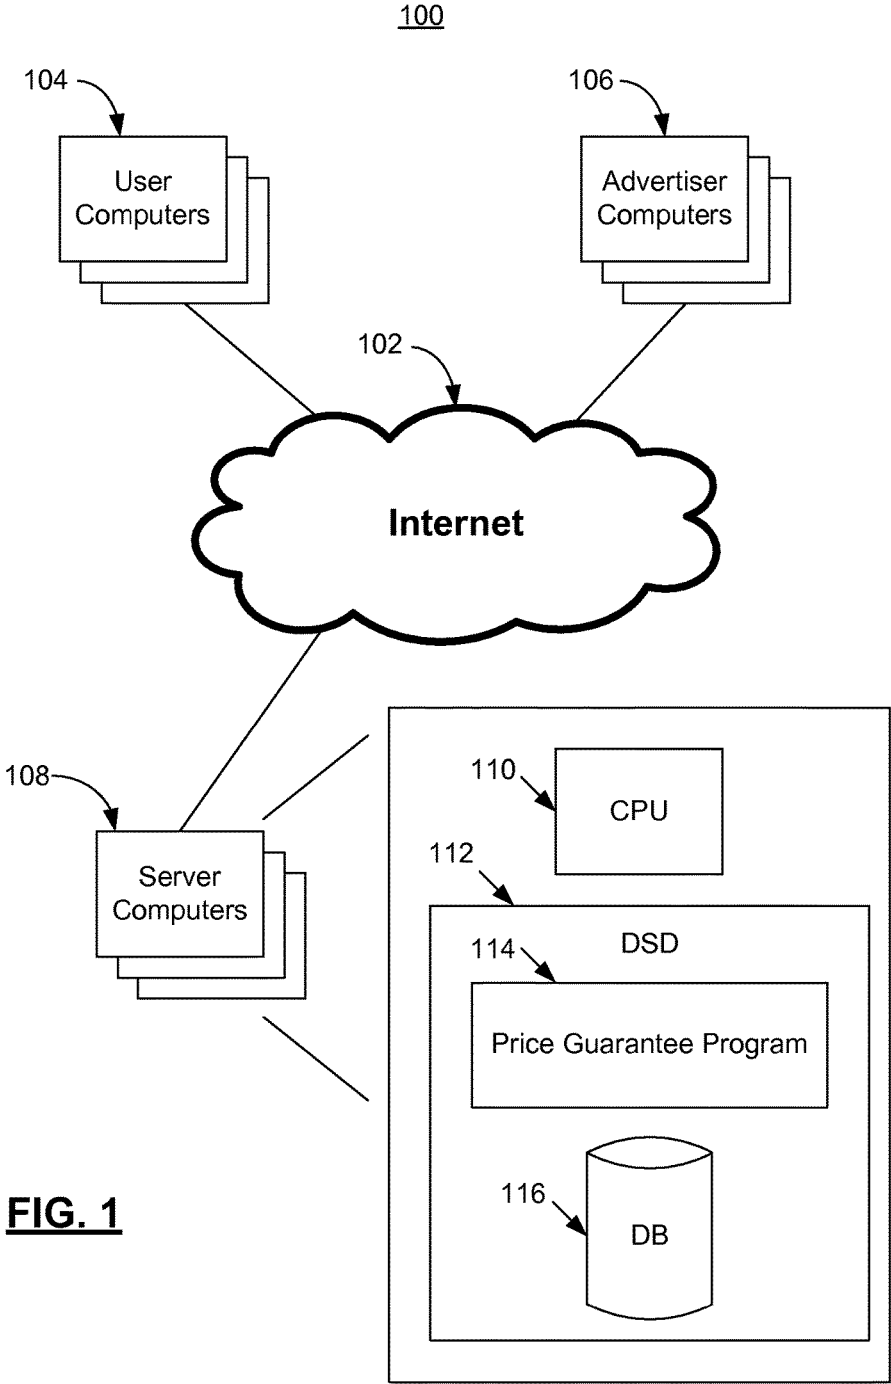 100
104
106
User
Computers
Advertiser
Computers
102
Internet
108
Server
Computers
110
CPU
112
DSD
114
Price Guarantee Program
116
DB
FIG. 1